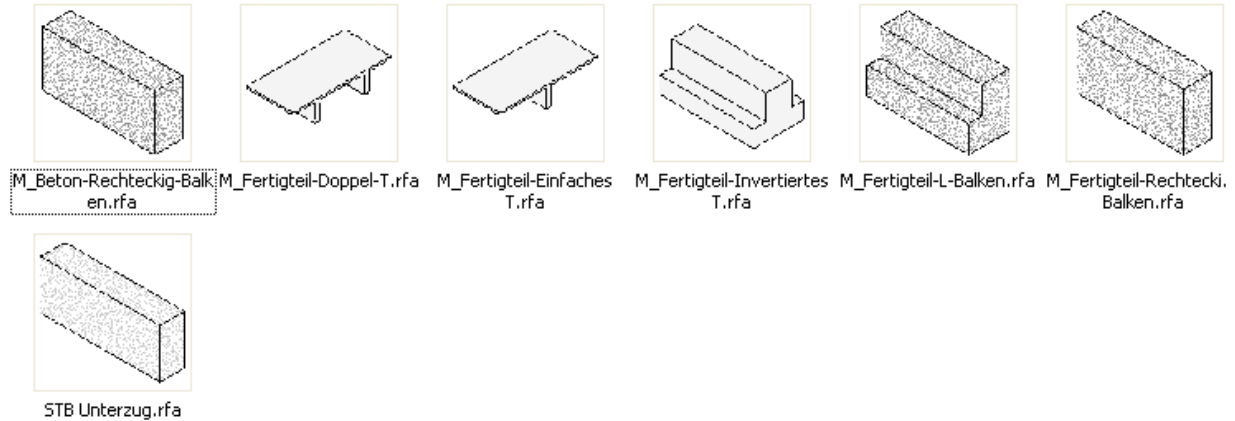 M_Beton-Rechteckig-Balk
en.rfa
M_Fertigteil-Doppel-T.rfa
M_Fertigteil-Einfaches
T.rfa
M_Fertigteil-Invertiertes
T.rfa
M_Fertigteil-L-Balken.rfa
M_Fertigteil-Rechtecki.
Balken.rfa
STB Unterzug.rfa